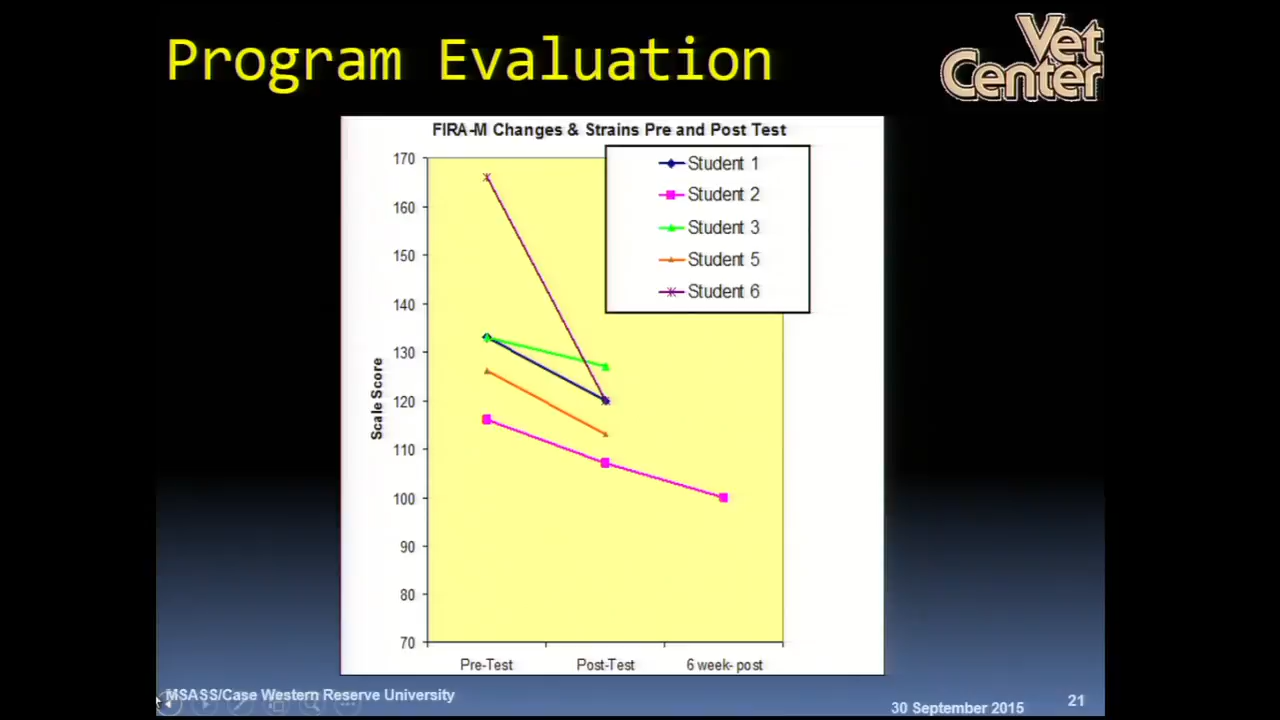 Program Evaluation
Vet
Center
FIRA-M Changes & Strains Pre and Post Test
170
160
150
140
130
120
110
100
90
80
70
Scale Score
Student 1
Student 2
Student 3
Student 5
Student 6
Pre-Test
Post-Test
6 week- post
MSASS/Case Western Reserve University
30 September 2015
21